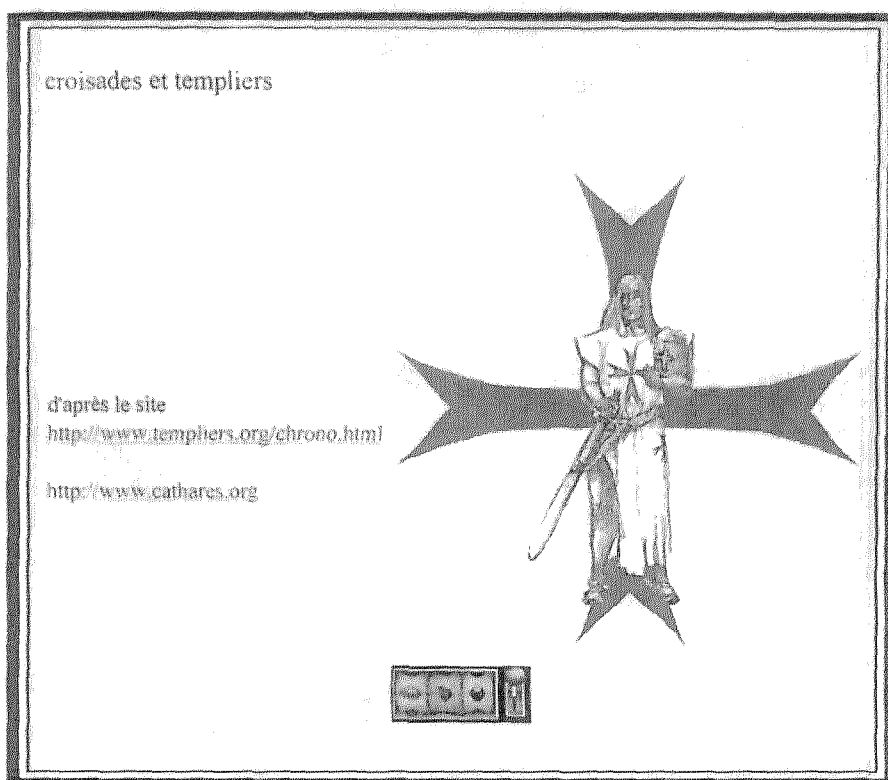 croisades et templiers
d'après le site
http://www.templiers.org/chrono.html
http://www.cathares.org